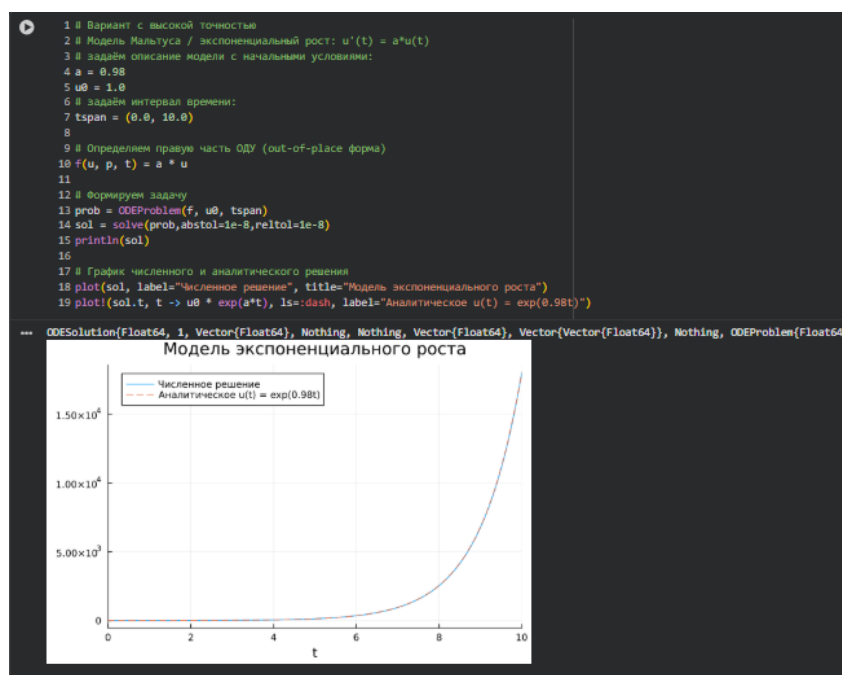 1 # Вариант с высокой точностью
2 # Модель Мальтуса / экспоненциальный рост: u'(t) = a*u(t)
3 # задаём описание модели с начальными условиями:
4 a = 0.98
5 u0 = 1.0
6 # задаём интервал времени:
7 tspan = (0.0, 10.0)
8
9 # Определяем правую часть ОДУ (out-of-place форма)
10 f(u, p, t) = a * u
11
12 # Формируем задачу
13 prob = ODEProblem(f, u0, tspan)
14 sol = solve(prob,abstol=1e-8,reltol=1e-8)
15 println(sol)
16
17 # График численного и аналитического решения
18 plot(sol, label="Численное решение", title="Модель экспоненциального роста")
19 plot!(sol.t, t -> u0 * exp(a*t), ls=:dash, label="Аналитическое u(t) = exp(0.98t)")
... ODESolution{Float64, 1, Vector{Float64}, Nothing, Nothing, Vector{Float64}, Vector{Vector{Float64}}, Nothing, ODEProblem{Float64
Модель экспоненциального роста
Численное решение
Аналитическое u(t) = exp(0.98t)
1.50×10⁴
1.00×10⁴
5.00×10³
0
0 2 4 6 8 10
t